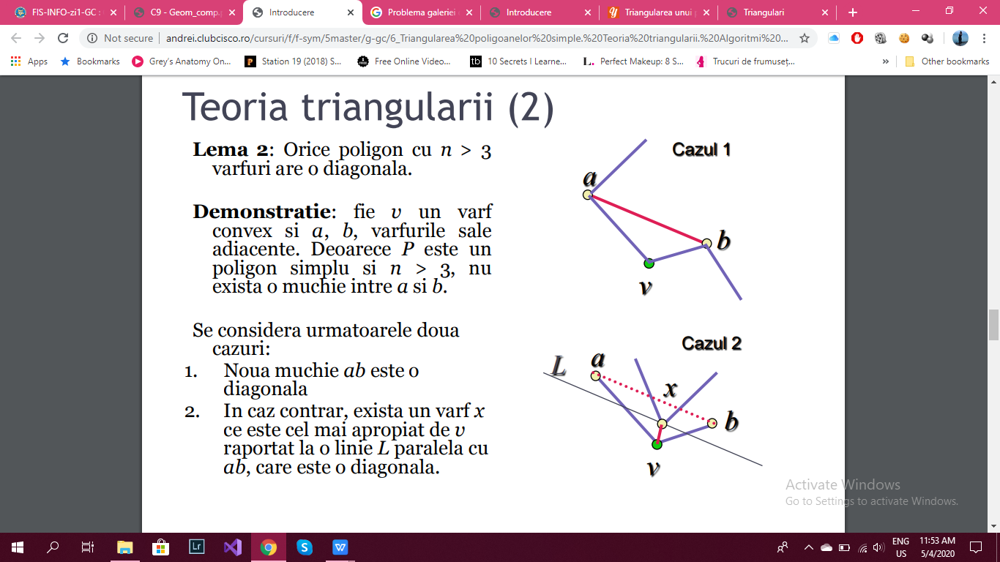 FIS-INFO-zi1-GC :
C9 - Geom_comp.p
Introducere
Problema galeriei
Introducere
Triangularea unui p
Triangulari
Not secure | andrei.clubcisco.ro/cursuri/f/f-sym/5master/g-gc/6_Triangularea%20poligoanelor%20simple.%20Teoria%20triangularii.%20Algoritmi%20...
Apps
Bookmarks
Grey's Anatomy On...
Station 19 (2018) S...
Free Online Video...
tb 10 Secrets I Learne...
L. Perfect Makeup: 8 S...
Trucuri de frumuseț...
»
Other bookmarks
Teoria triangularii (2)
Lema 2: Orice poligon cu n > 3
varfuri are o diagonala.
Demonstratie: fie v un varf
convex si a, b, varfurile sale
adiacente. Deoarece P este un
poligon simplu si n > 3, nu
exista o muchie intre a si b.
Se considera urmatoarele doua
cazuri:
1. Noua muchie ab este o
diagonala
2. In caz contrar, exista un varf x
ce este cel mai apropiat de v
raportat la o linie L paralela cu
ab, care este o diagonala.
Cazul 1
a
b
v
Cazul 2
L
a
x
b
v
Activate Windows
Go to Settings to activate Windows.
Lr
S
W
ENG
US
11:53 AM
5/4/2020